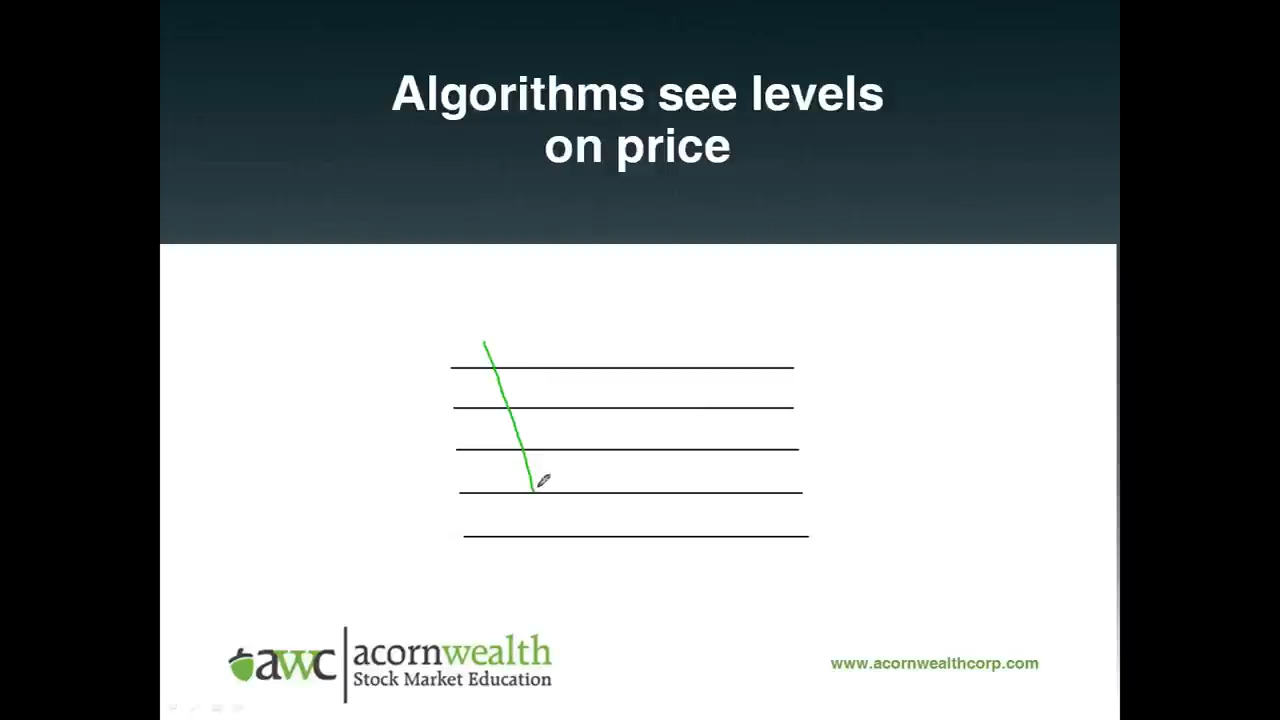 Algorithms see levels
on price
awc
acornwealth
Stock Market Education
www.acornwealthcorp.com